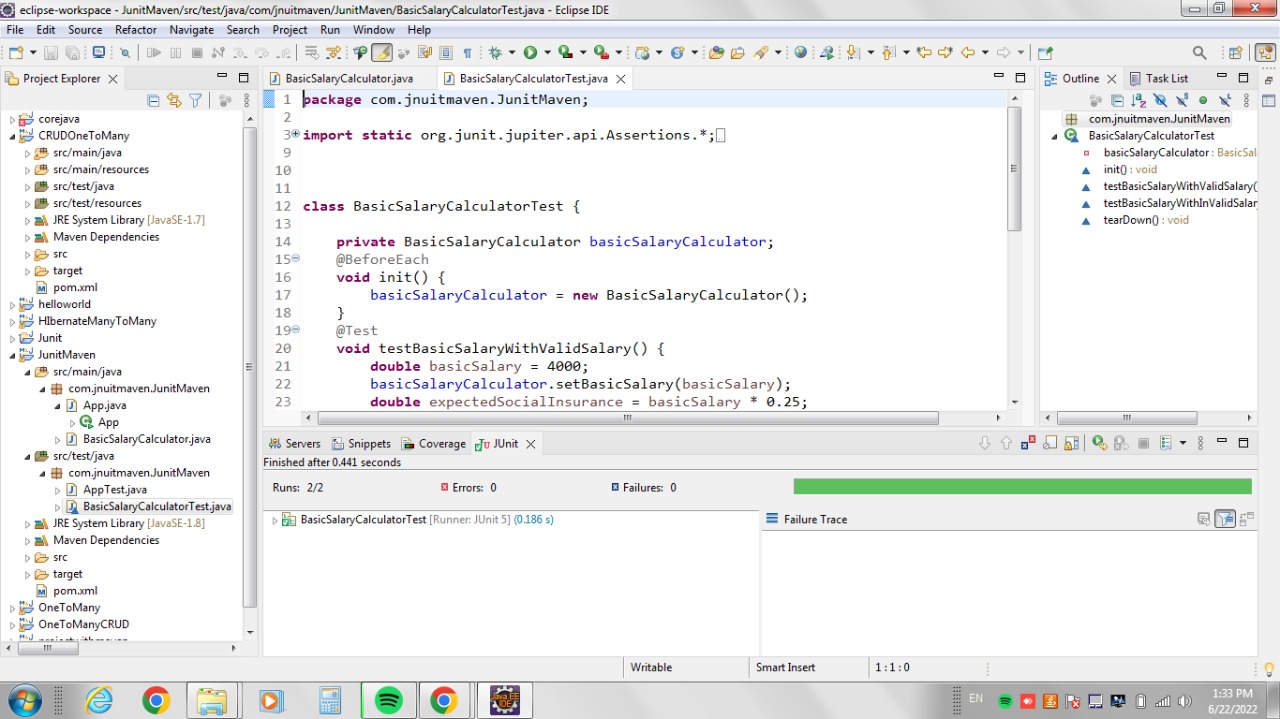 eclipse-workspace - JunitMaven/src/test/java/com/jnuitmaven/JunitMaven/BasicSalaryCalculatorTest.java - Eclipse IDE
File Edit Source Refactor Navigate Search Project Run Window Help
Project Explorer
corejava
CRUDOneToMany
src/main/java
src/main/resources
src/test/java
src/test/resources
JRE System Library [JavaSE-1.7]
Maven Dependencies
src
target
pom.xml
helloworld
HIbernateManyToMany
Junit
JunitMaven
src/main/java
com.jnuitmaven.JunitMaven
App.java
App
BasicSalaryCalculator.java
src/test/java
com.jnuitmaven.JunitMaven
AppTest.java
BasicSalaryCalculatorTest.java
JRE System Library [JavaSE-1.8]
Maven Dependencies
src
target
pom.xml
OneToMany
OneToManyCRUD
BasicSalaryCalculator.java BasicSalaryCalculatorTest.java
1 package com.jnuitmaven.JunitMaven;
2
3 import static org.junit.jupiter.api.Assertions.*;
9
10
11
12 class BasicSalaryCalculatorTest {
13
14 private BasicSalaryCalculator basicSalaryCalculator;
15 @BeforeEach
16 void init() {
17 basicSalaryCalculator = new BasicSalaryCalculator();
18 }
19 @Test
20 void testBasicSalaryWithValidSalary() {
21 double basicSalary = 4000;
22 basicSalaryCalculator.setBasicSalary(basicSalary);
23 double expectedSocialInsurance = basicSalary * 0.25;
Outline Task List
com.jnuitmaven.JunitMaven
BasicSalaryCalculatorTest
basicSalaryCalculator : BasicSal
init() : void
testBasicSalaryWithValidSalary(
testBasicSalaryWithInValidSalar
tearDown() : void
Servers Snippets Coverage JUnit
Finished after 0.441 seconds
Runs: 2/2 Errors: 0 Failures: 0
BasicSalaryCalculatorTest [Runner: JUnit 5] (0.186 s)
Failure Trace
Writable Smart Insert 1 : 1 : 0
Java EE
IDE
EN
1:33 PM
6/22/2022